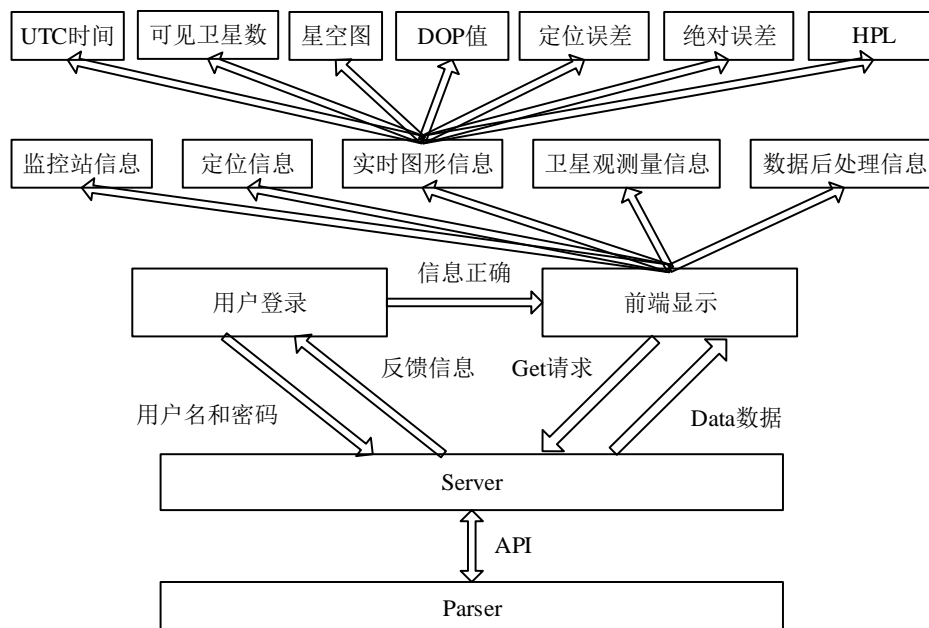 UTC时间
可见卫星数
星空图
DOP值
定位误差
绝对误差
HPL
监控站信息
定位信息
实时图形信息
卫星观测量信息
数据后处理信息
信息正确
用户登录
前端显示
反馈信息
Get请求
用户名和密码
Data数据
Server
API
Parser